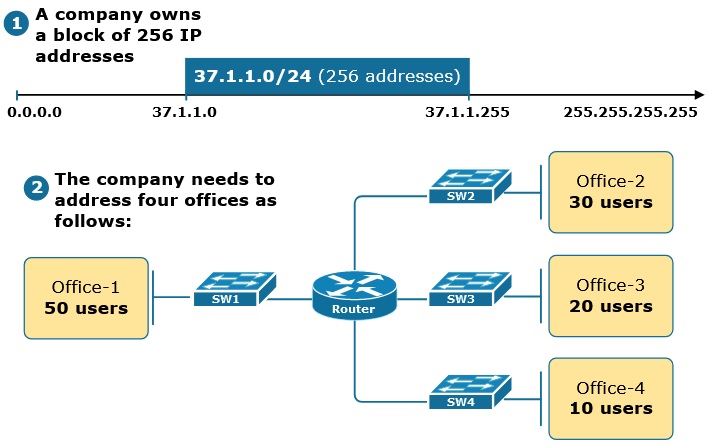 1 A company owns
a block of 256 IP
addresses
37.1.1.0/24 (256 addresses)
0.0.0.0
37.1.1.0
37.1.1.255
255.255.255.255.255
2 The company needs to
address four offices as
follows:
Office-1
50 users
SW1
Router
SW2
Office-2
30 users
SW3
Office-3
20 users
SW4
Office-4
10 users